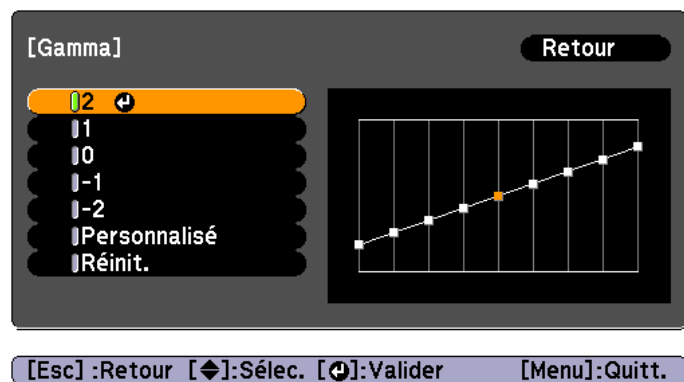 [Gamma] Retour
2
1
0
-1
-2
Personnalisé
Réinit.
[Esc] :Retour [ ]:Sélec. [ ]:Valider [Menu]:Quitt.